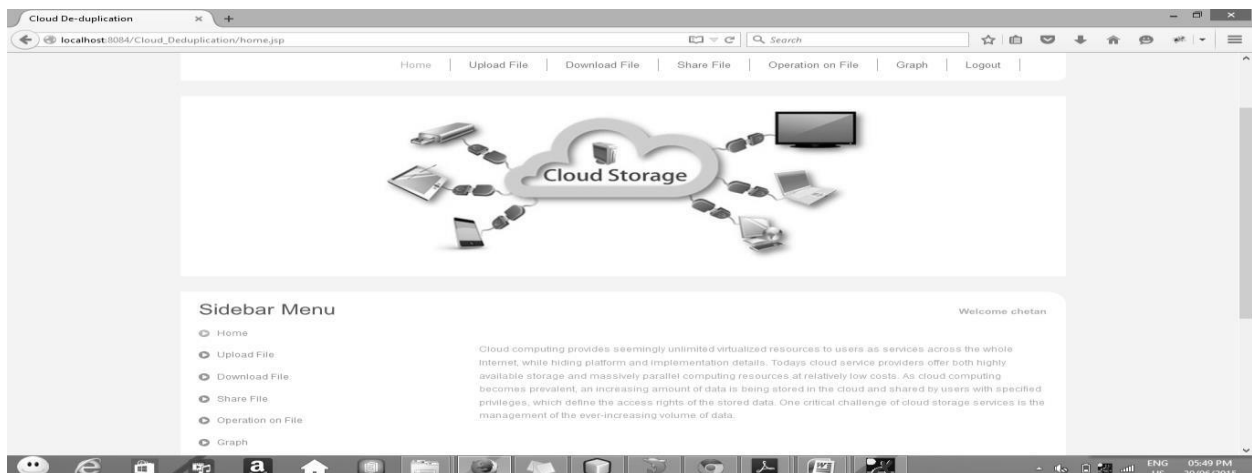 Cloud De-duplication × +
localhost:8084/Cloud_Deduplication/home.jsp Search
Home | Upload File | Download File | Share File | Operation on File | Graph | Logout |
Cloud Storage
Sidebar Menu
Welcome chetan
Home
Upload File
Download File
Share File
Operation on File
Graph
Cloud computing provides seemingly unlimited virtualized resources to users as services across the whole
Internet, while hiding platform and implementation details. Todays cloud service providers offer both highly
available storage and massively parallel computing resources at relatively low costs. As cloud computing
becomes prevalent, an increasing amount of data is being stored in the cloud and shared by users with specified
privileges, which define the access rights of the stored data. One critical challenge of cloud storage services is the
management of the ever-increasing volume of data.
ENG 05:49 PM